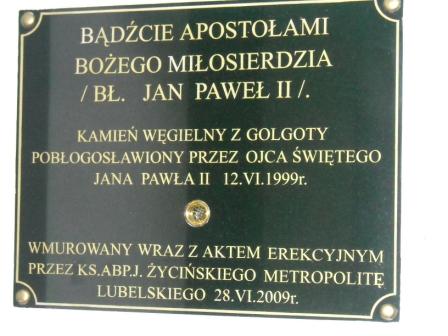 BĄDŹCIE APOSTOŁAMI
BOŻEGO MIŁOSIERDZIA
/ BŁ. JAN PAWEŁ II /.
KAMIEŃ WĘGIELNY Z GOLGOTY
POBŁOGOSŁAWIONY PRZEZ OJCA ŚWIĘTEGO
JANA PAWŁA II 12.VI.1999r.
WMUROWANY WRAZ Z AKTEM EREKCYJNYM
PRZEZ KS.ABP.J. ŻYCIŃSKIEGO METROPOLITĘ
LUBELSKIEGO 28.VI.2009r.